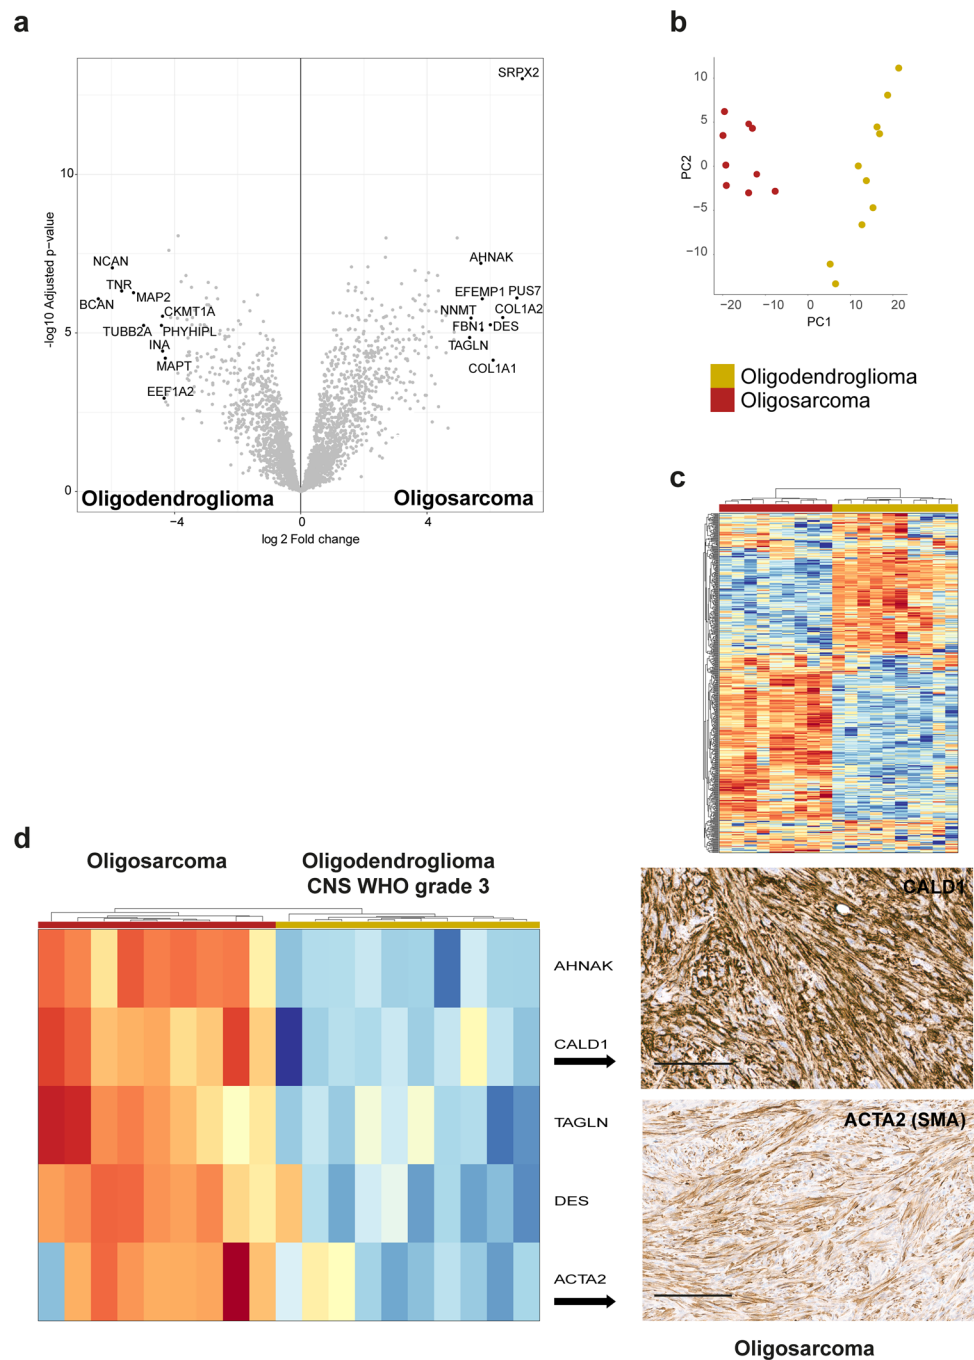 a
SRPX2
10
-log10 Adjusted p-value
NCAN
TNR
BCAN
MAP2
CKMT1A
TUBB2A
PHYHIPL
INA
MAPT
EEF1A2
AHNAK
EFEMP1
PUS7
NNMT
COL1A2
FBN1
DES
TAGLN
COL1A1
5
0
Oligodendroglioma
Oligosarcoma
−4
0
4
log 2 Fold change
b
10
5
0
−5
−10
PC2
−20
−10
0
10
20
PC1
Oligodendroglioma
Oligosarcoma
c
d
Oligosarcoma
Oligodendroglioma
CNS WHO grade 3
AHNAK
CALD1
TAGLN
DES
ACTA2
CALD1
ACTA2 (SMA)
Oligosarcoma